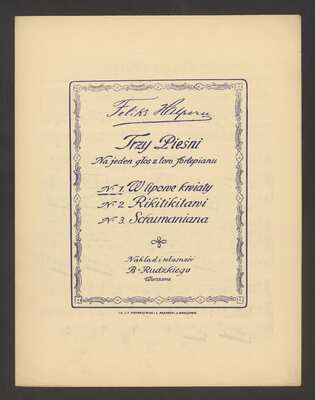 Feliks Halpern
Trzy Pieśni
Na jeden głos z tow. fortepianu
№ 1. W lipowe kwiaty
№ 2. Rikitikitawi
№ 3. Schumaniana
Nakład i własność
B. Rudzkiego
Warszawa